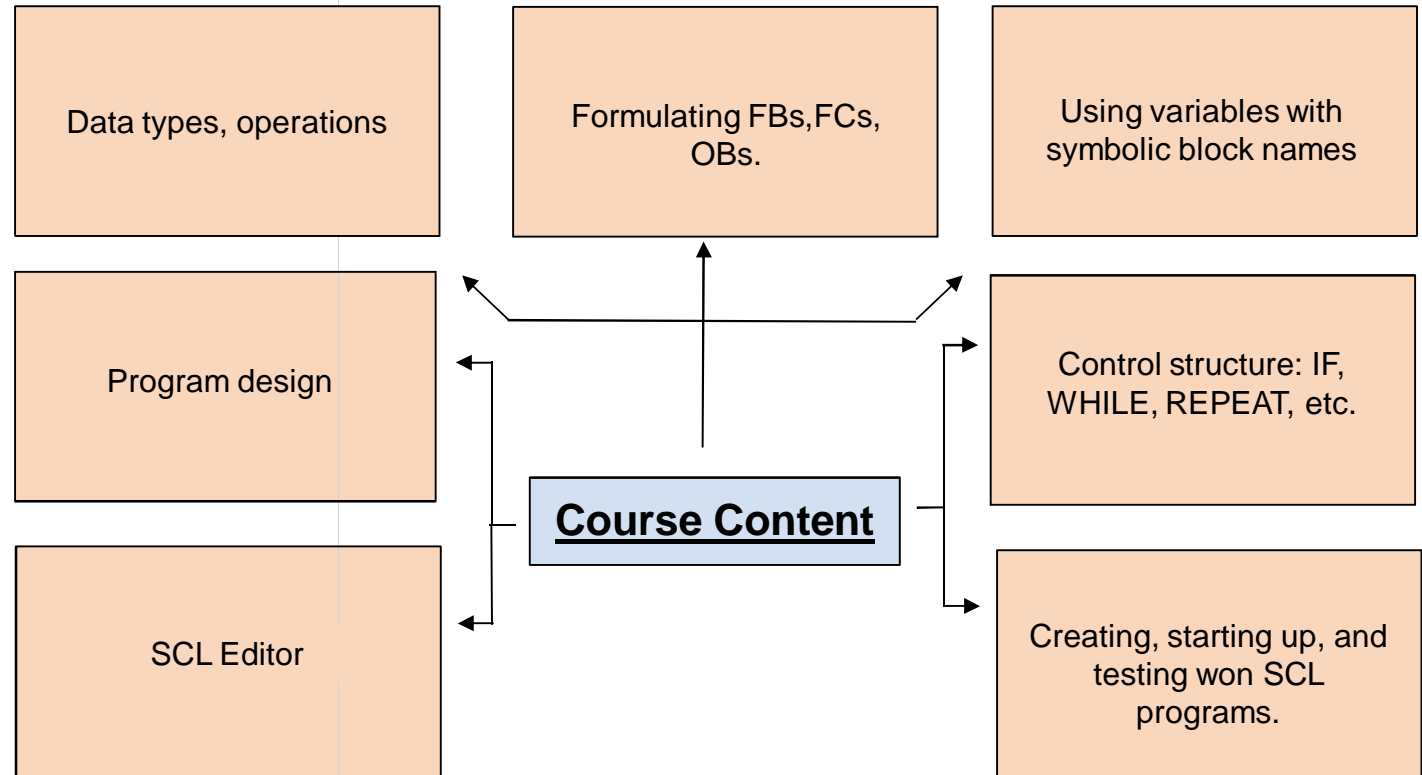 Data types, operations
Formulating FBs,FCs,
OBs.
Using variables with
symbolic block names
Program design
Control structure: IF,
WHILE, REPEAT, etc.
Course Content
SCL Editor
Creating, starting up, and
testing won SCL
programs.